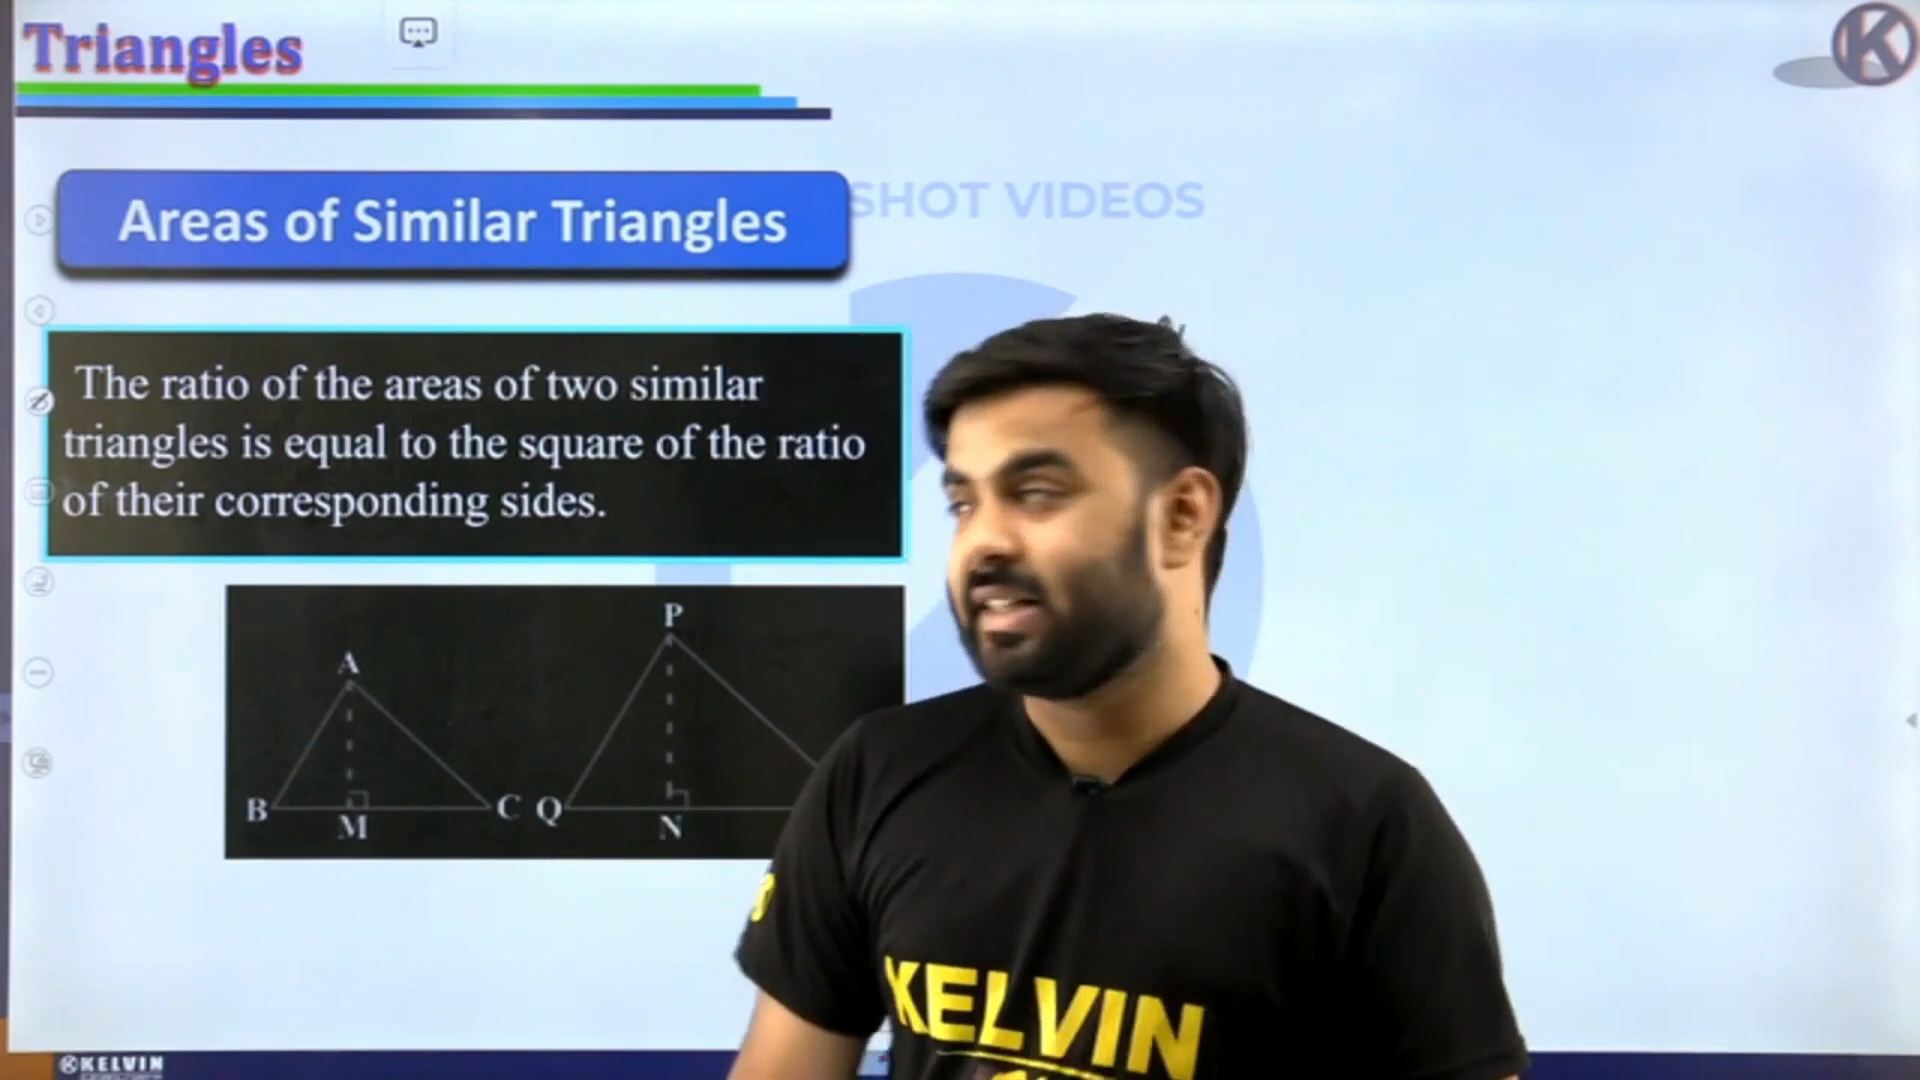 Triangles
Areas of Similar Triangles
SHOT VIDEOS
The ratio of the areas of two similar
triangles is equal to the square of the ratio
of their corresponding sides.
P
A
B
C
Q
M
N
KELVIN
KELVIN